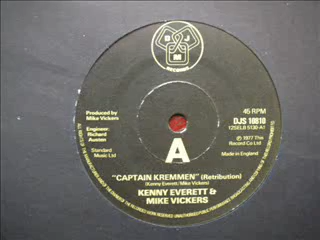 D J M
RECORDS
Produced by
Mike Vickers
Engineer:
Richard
Austen
Standard
Music Ltd
45 RPM
DJS 10810
(℗) 1977 The
Record Co Ltd
Made in England
A
"CAPTAIN KREMMEN" (Retribution)
(Kenny Everett/Mike Vickers)
KENNY EVERETT &
MIKE VICKERS